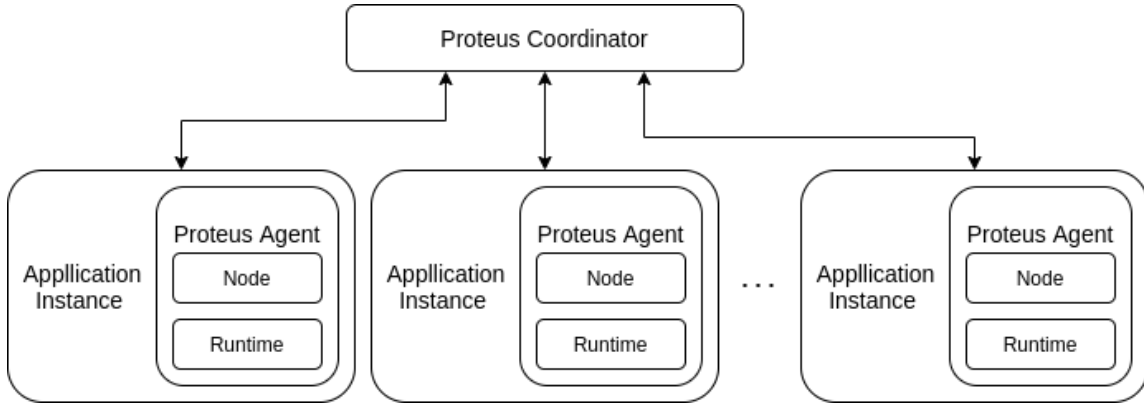 Proteus Coordinator
Proteus Agent
Appllication
Instance
Node
Runtime
Proteus Agent
Appllication
Instance
Node
Runtime
...
Proteus Agent
Appllication
Instance
Node
Runtime